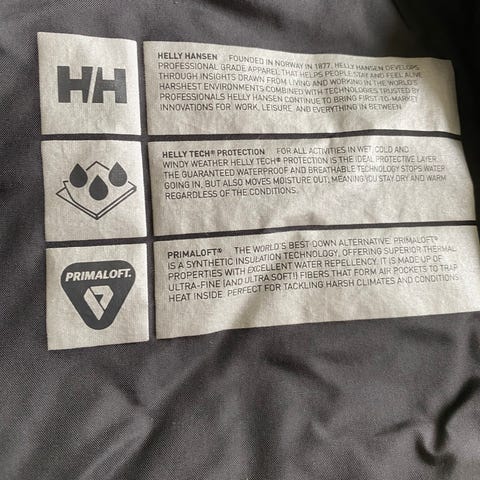 HH
HELLY HANSEN FOUNDED IN NORWAY IN 1877, HELLY HANSEN DEVELOPS
PROFESSIONAL GRADE APPAREL THAT HELPS PEOPLE STAY AND FEEL ALIVE.
THROUGH INSIGHTS DRAWN FROM LIVING AND WORKING IN THE WORLD'S
HARSHEST ENVIRONMENTS COMBINED WITH TECHNOLOGIES TRUSTED BY
PROFESSIONALS HELLY HANSEN CONTINUE TO BRING FIRST-TO-MARKET
INNOVATIONS FOR WORK, LEISURE, AND EVERYTHING IN BETWEEN.
HELLY TECH® PROTECTION FOR ALL ACTIVITIES IN WET, COLD AND
WINDY WEATHER HELLY TECH® PROTECTION IS THE IDEAL PROTECTIVE LAYER.
THE GUARANTEED WATERPROOF AND BREATHABLE TECHNOLOGY STOPS WATER
GOING IN, BUT ALSO MOVES MOISTURE OUT; MEANING YOU STAY DRY AND WARM
REGARDLESS OF THE CONDITIONS.
PRIMALOFT.
PRIMALOFT® THE WORLD'S BEST DOWN ALTERNATIVE. PRIMALOFT®
IS A SYNTHETIC INSULATION TECHNOLOGY, OFFERING SUPERIOR THERMAL
PROPERTIES WITH EXCELLENT WATER REPELLENCY. IT IS MADE UP OF
ULTRA-FINE (AND ULTRA SOFT!) FIBERS THAT FORM AIR POCKETS TO TRAP
HEAT INSIDE. PERFECT FOR TACKLING HARSH CLIMATES AND CONDITIONS.